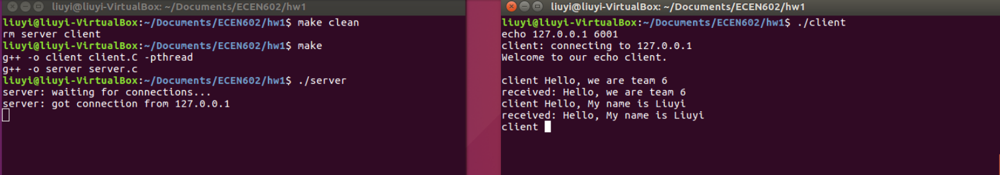 liuyi@liuyi-VirtualBox: ~/Documents/ECEN602/hw1
liuyi@liuyi-VirtualBox:~/Documents/ECEN602/hw1$ make clean
rm server client
liuyi@liuyi-VirtualBox:~/Documents/ECEN602/hw1$ make
g++ -o client client.C -pthread
g++ -o server server.c
liuyi@liuyi-VirtualBox:~/Documents/ECEN602/hw1$ ./server
server: waiting for connections...
server: got connection from 127.0.0.1
liuyi@liuyi-VirtualBox: ~/Documents/ECEN602/hw1
liuyi@liuyi-VirtualBox:~/Documents/ECEN602/hw1$ ./client
echo 127.0.0.1 6001
client: connecting to 127.0.0.1
Welcome to our echo client.
client Hello, we are team 6
received: Hello, we are team 6
client Hello, My name is Liuyi
received: Hello, My name is Liuyi
client